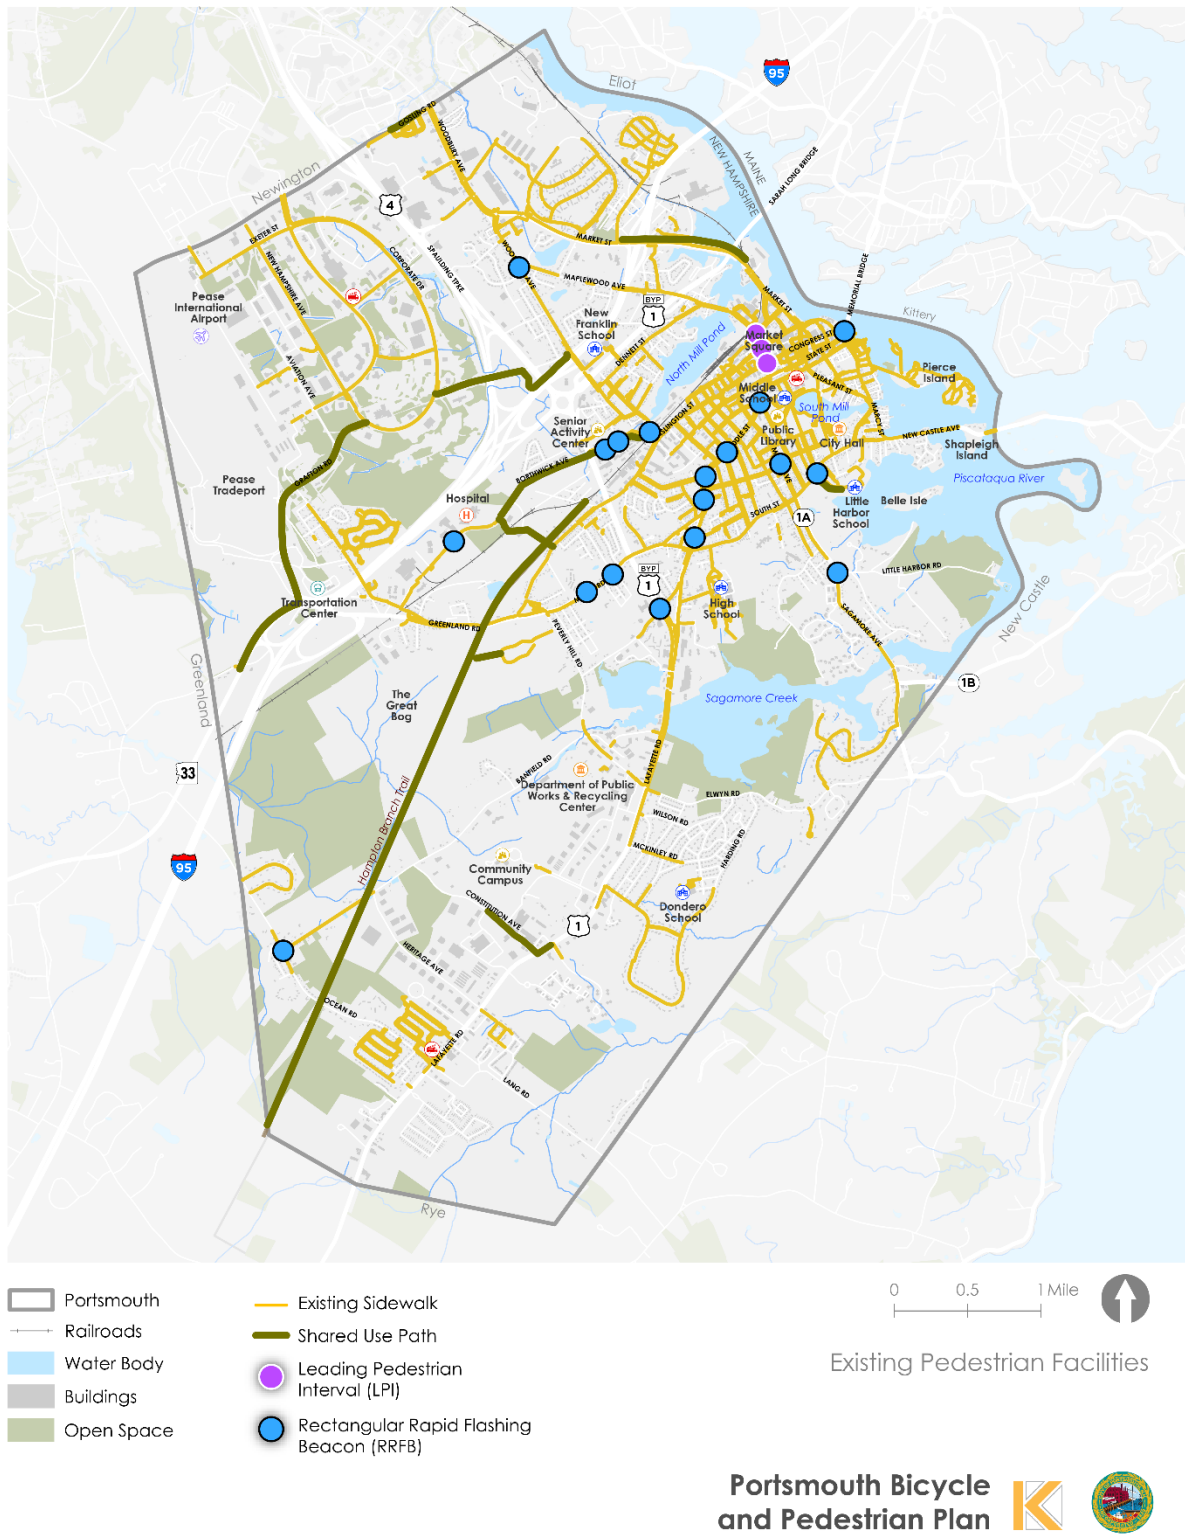 95
Eliot
GOSLING RD
WOODBURY AVE
NEW HAMPSHIRE
MAINE
SARAH LONG BRIDGE
Newington
4
EXETER ST
MARKET ST
NEW HAMPSHIRE AVE
CORPORATE DR
SPAULDING TPKE
MAPLEWOOD AVE
MEMORIAL BRIDGE
Pease
International
Airport
BYP
1
MARKET ST
Kittery
New
Franklin
School
DENNETT ST
North Mill Pond
Market
Square
CONGRESS ST
STATE ST
AVIATION AVE
Pierce
Island
PLEASANT ST
Middle
School
South Mill
Pond
MARCY ST
Senior
Activity
Center
Public
Library
City Hall
NEW CASTLE AVE
Shapleigh
Island
GRAFTON RD
BORTHWICK AVE
Pease
Tradeport
Hospital
H
Piscataqua River
Little
Harbor
School
Belle Isle
SOUTH ST
1A
BYP
1
LITTLE HARBOR RD
Transportation
Center
High
School
SAGAMORE AVE
New Castle
GREENLAND RD
PEVERLY HILL RD
Greenland
1B
The
Great
Bog
Sagamore Creek
33
BANFIELD RD
LAFAYETTE RD
Department of Public
Works & Recycling
Center
ELWYN RD
WILSON RD
Hampton Branch Trail
MCKINLEY RD
HARDING RD
95
Community
Campus
CONSTITUTION AVE
Dondero
School
1
HERITAGE AVE
OCEAN RD
LAFAYETTE RD
LANG RD
Rye
Portsmouth
Railroads
Water Body
Buildings
Open Space
Existing Sidewalk
Shared Use Path
Leading Pedestrian
Interval (LPI)
Rectangular Rapid Flashing
Beacon (RRFB)
0 0.5 1 Mile
Existing Pedestrian Facilities
Portsmouth Bicycle
and Pedestrian Plan